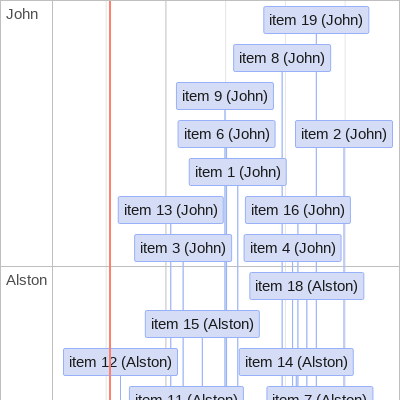 John
item 19 (John)
item 8 (John)
item 9 (John)
item 6 (John)
item 2 (John)
item 1 (John)
item 13 (John)
item 16 (John)
item 3 (John)
item 4 (John)
Alston
item 18 (Alston)
item 15 (Alston)
item 12 (Alston)
item 14 (Alston)
item 11 (Alston)
item 7 (Alston)